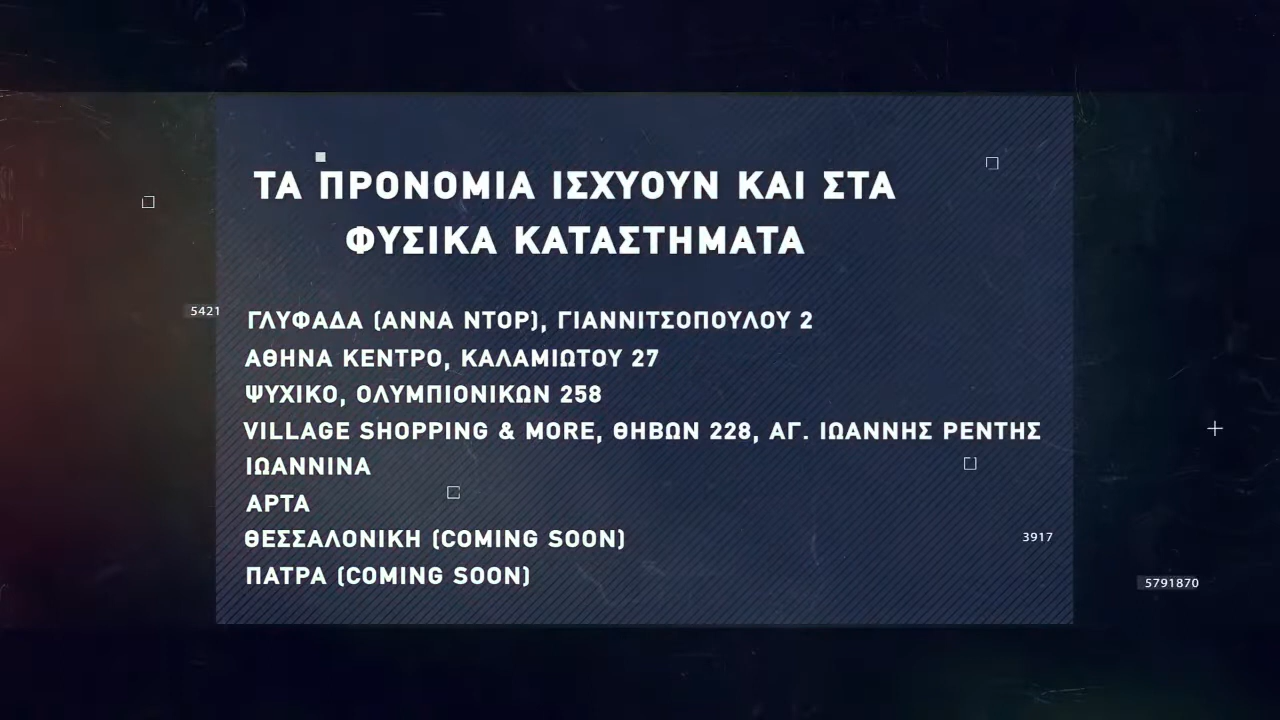 ΤΑ ΠΡΟΝΟΜΙΑ ΙΣΧΥΟΥΝ ΚΑΙ ΣΤΑ
ΦΥΣΙΚΑ ΚΑΤΑΣΤΗΜΑΤΑ
5421
ΓΛΥΦΑΔΑ (ΑΝΝΑ ΝΤΟΡ), ΓΙΑΝΝΙΤΣΟΠΟΥΛΟΥ 2
ΑΘΗΝΑ ΚΕΝΤΡΟ, ΚΑΛΑΜΙΩΤΟΥ 27
ΨΥΧΙΚΟ, ΟΛΥΜΠΙΟΝΙΚΩΝ 258
VILLAGE SHOPPING & MORE, ΘΗΒΩΝ 228, ΑΓ. ΙΩΑΝΝΗΣ ΡΕΝΤΗΣ
ΙΩΑΝΝΙΝΑ
ΑΡΤΑ
ΘΕΣΣΑΛΟΝΙΚΗ (COMING SOON)
3917
ΠΑΤΡΑ (COMING SOON)
5791870